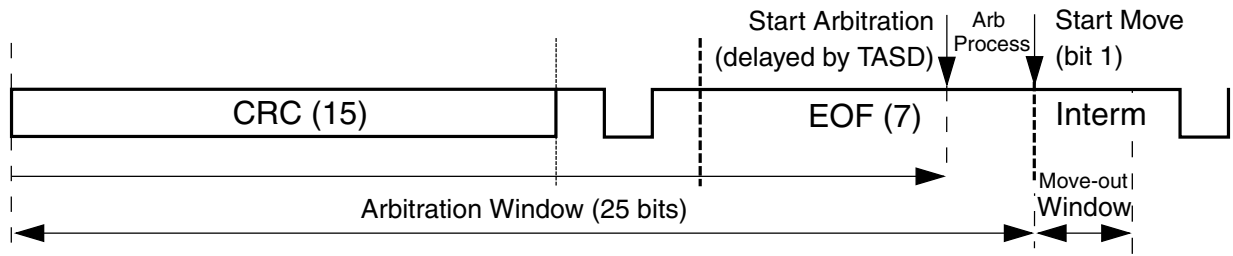 Start Arbitration
(delayed by TASD)
Arb
Process
Start Move
(bit 1)
CRC (15)
EOF (7)
Interm
Arbitration Window (25 bits)
Move-out
Window